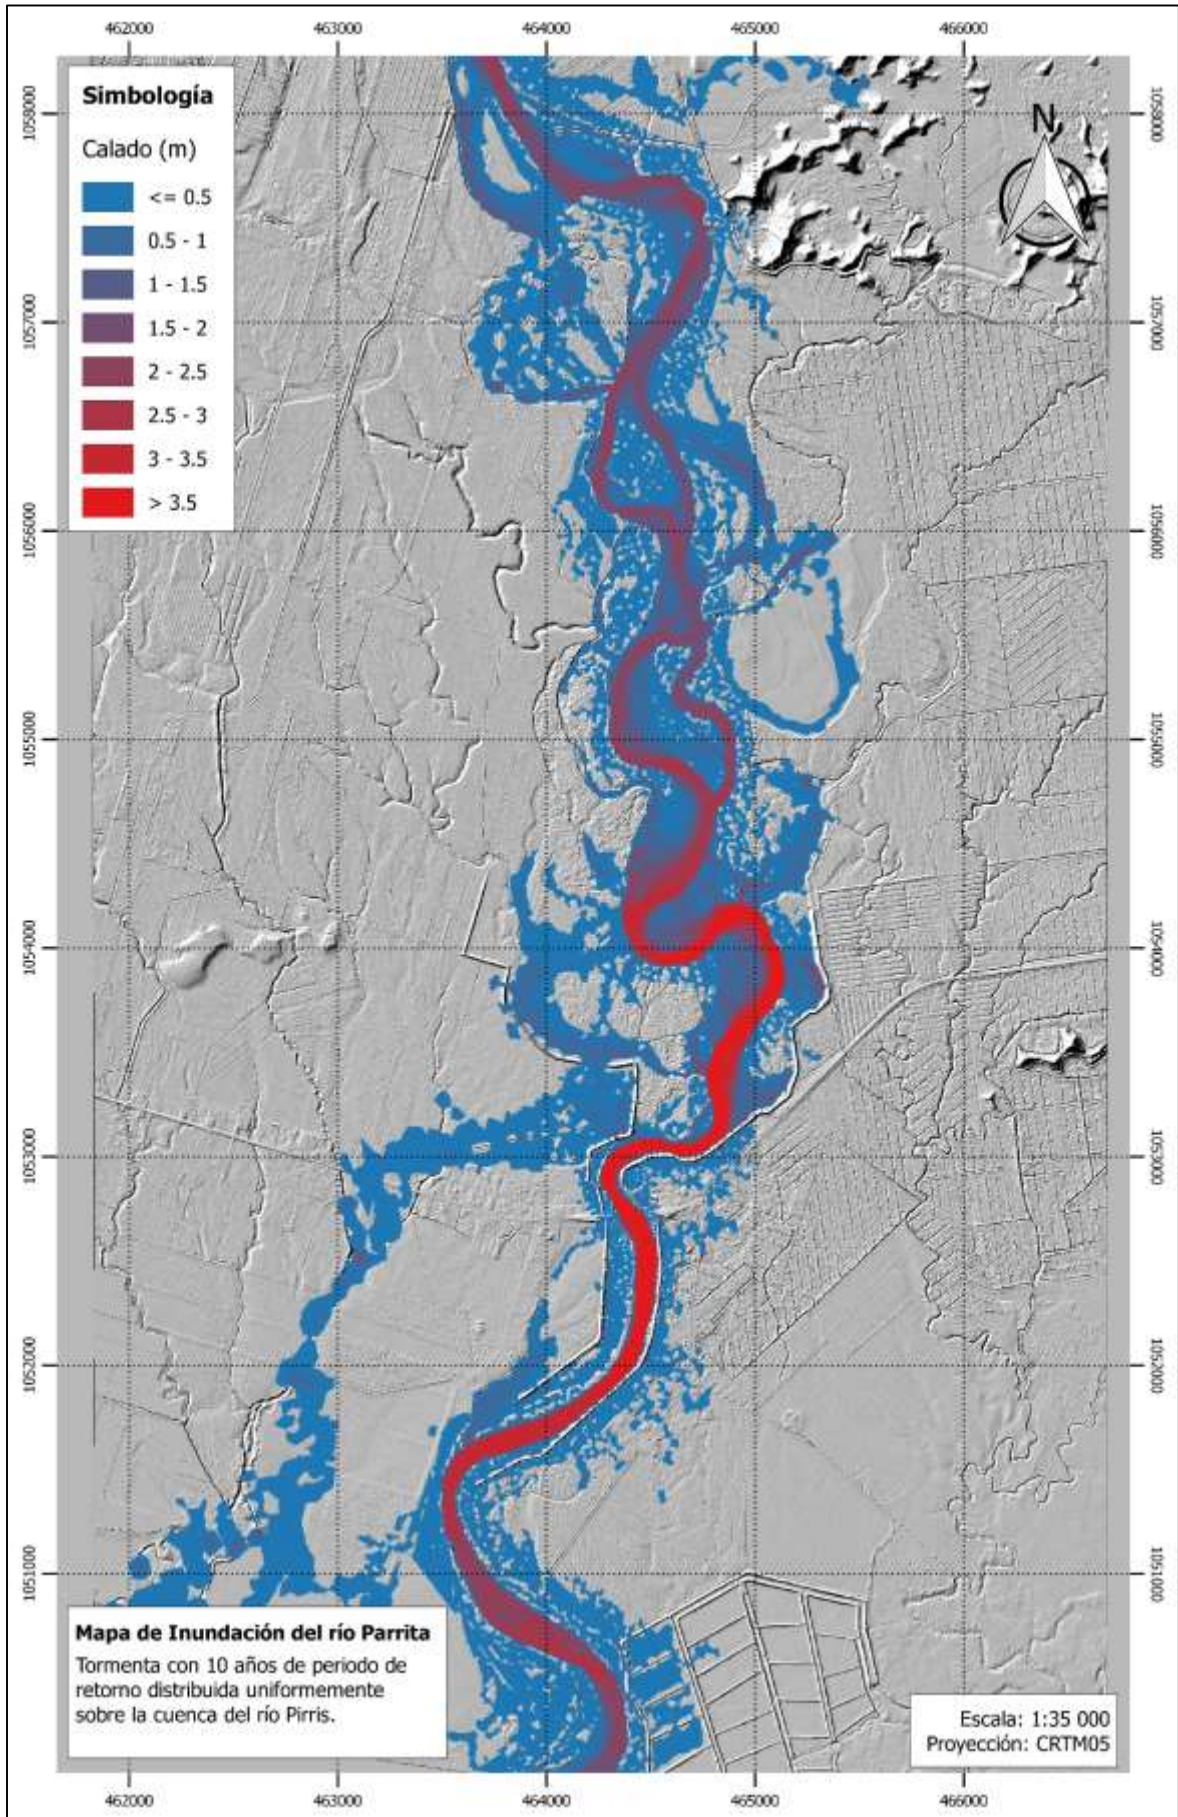 462000 463000 464000 465000 466000
Simbología
Calado (m)
<= 0.5
0.5 - 1
1 - 1.5
1.5 - 2
2 - 2.5
2.5 - 3
3 - 3.5
> 3.5
N
1058000 1058000
1057000 1057000
1056000 1056000
1055000 1055000
1054000 1054000
1053000 1053000
1052000 1052000
1051000 1051000
Mapa de Inundación del río Parrita
Tormenta con 10 años de periodo de
retorno distribuida uniformemente
sobre la cuenca del río Pirris.
Escala: 1:35 000
Proyección: CRTM05
462000 463000 464000 465000 466000